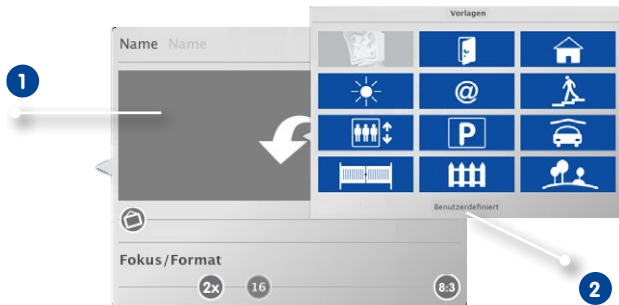 Vorlagen
Name Name
1
@
P
Benutzerdefiniert
Fokus/Format
2x 16 8:3
2